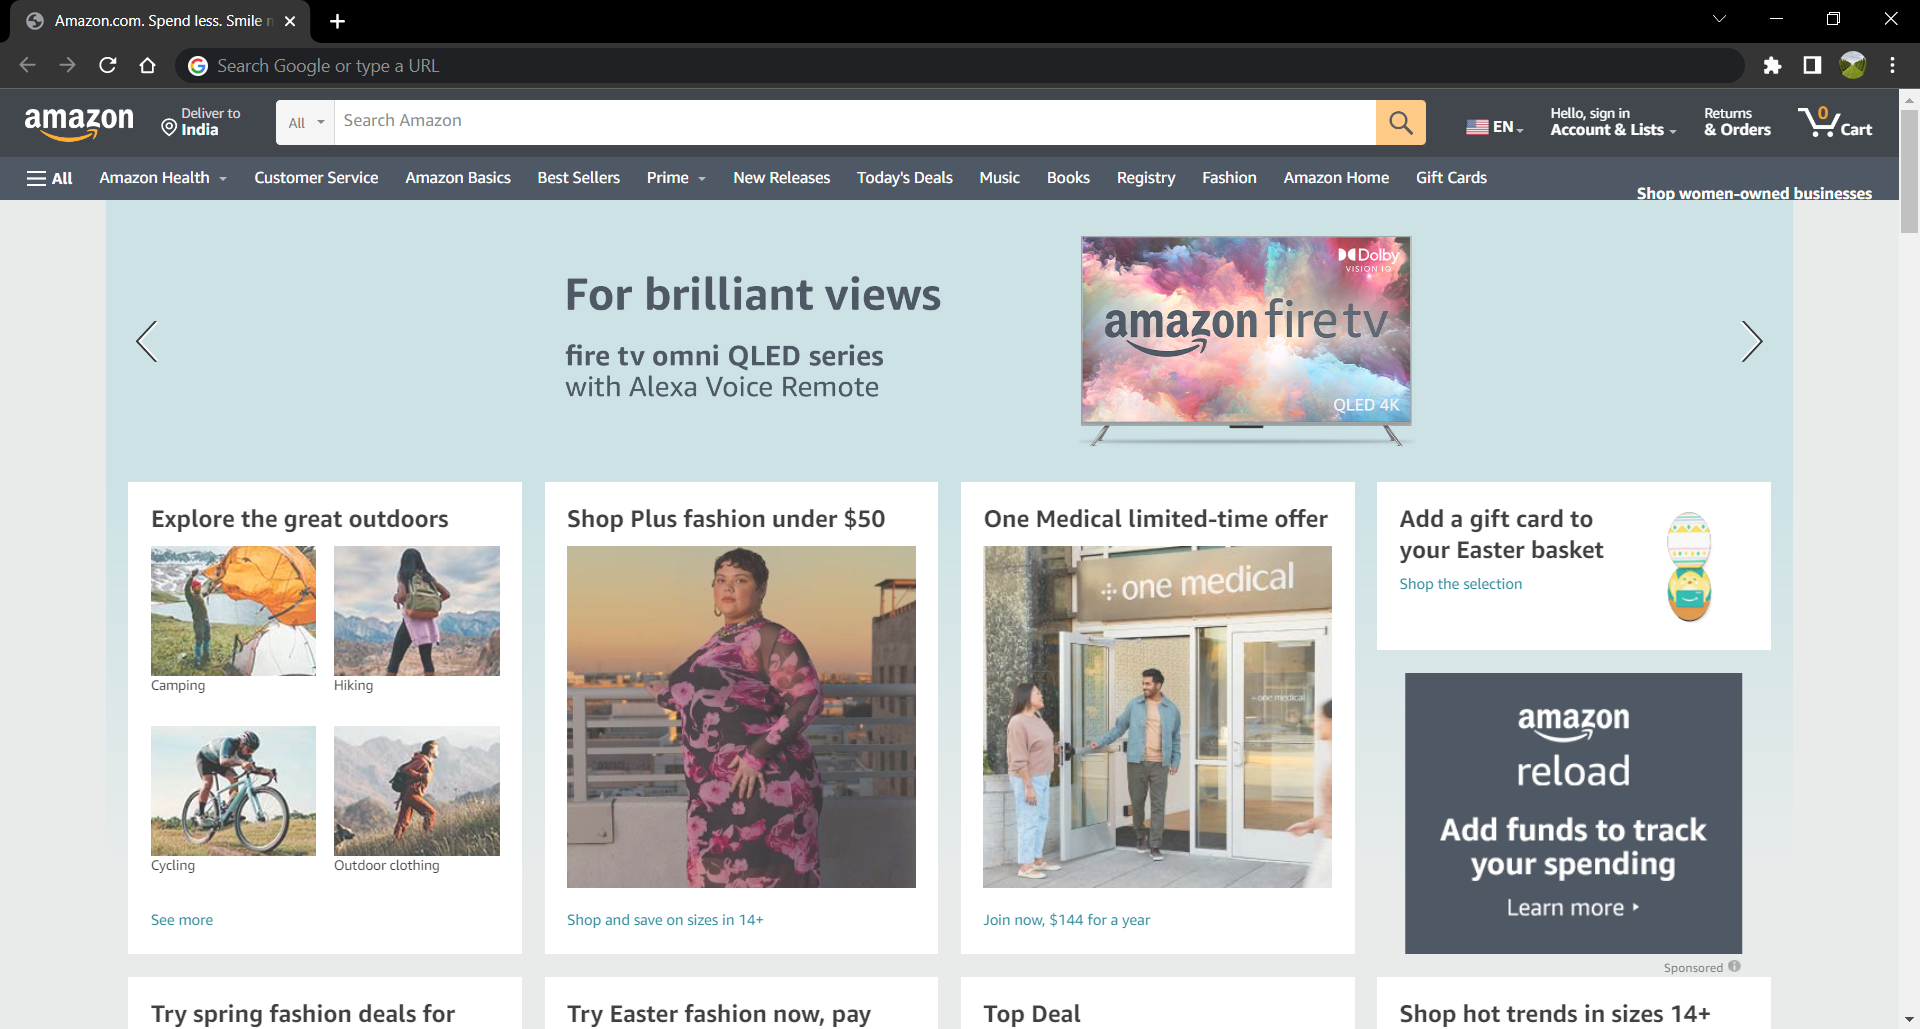 Amazon.com. Spend less. Smile
Search Google or type a URL
amazon
Deliver to
India
All
Search Amazon
EN
Hello, sign in
Account & Lists
Returns
& Orders
0
Cart
All
Amazon Health
Customer Service
Amazon Basics
Best Sellers
Prime
New Releases
Today's Deals
Music
Books
Registry
Fashion
Amazon Home
Gift Cards
Shop women-owned businesses
For brilliant views
fire tv omni QLED series
with Alexa Voice Remote
Dolby
VISION IQ
amazon fire tv
QLED 4K
Explore the great outdoors
Camping
Hiking
Cycling
Outdoor clothing
See more
Shop Plus fashion under $50
Shop and save on sizes in 14+
One Medical limited-time offer
one medical
one medical
Join now, $144 for a year
Add a gift card to
your Easter basket
Shop the selection
amazon
reload
Add funds to track
your spending
Learn more
Sponsored
Try spring fashion deals for
Try Easter fashion now, pay
Top Deal
Shop hot trends in sizes 14+